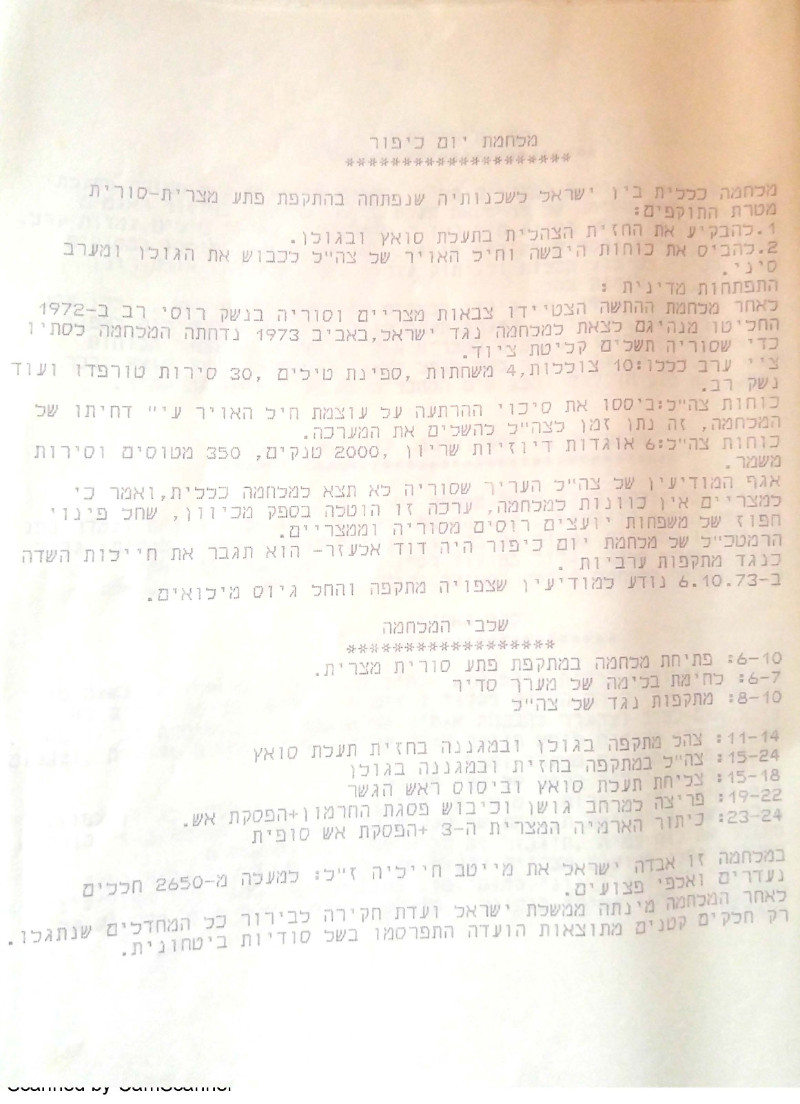 מלחמת יום כיפור
********************
מלחמה כללית בין ישראל לשכנותיה שנפתחה בהתקפת פתע מצרית-סורית
מטרת התוקפים:
1.להבקיע את החזית הצהלית בתעלת סואץ ובגולן.
2.להביס את כוחות היבשה וחיל האויר של צה"ל לכבוש את הגולן ומערב
סיני.
התפתחות מדינית :
לאחר מלחמת ההתשה הצטיידו צבאות מצריים וסוריה בנשק רוסי רב ב-1972
החליטו מנהיגם לצאת למלחמה נגד ישראל,באביב 1973 נדחתה המלחמה לסתיו
כדי שסוריה תשלים קליטת ציוד.
ציי ערב כללו:10 צוללות,4 משחתות ,ספינת טילים ,30 סירות טורפדו ועוד
נשק רב.
כוחות צה"ל:ביססו את סיכוי ההרתעה על עוצמת חיל האויר עי" דחיתו של
המלחמה, זה נתן זמן לצה"ל להשלים את המערכה.
כוחות צה"ל:6 אוגדות דיוזיות שריון ,2000 טנקים, 350 מטוסים וסירות
משמר.
אגף המודיעין של צה"ל העריך שסוריה לא תצא למלחמה כללית,ואמר כי
למצריים אין כוונות למלחמה, ערכה זו הוטלה בספק מכיוון, שחל פינוי
חפוז של משפחות יועצים רוסים מסוריה וממצריים.
הרמטכ"ל של מלחמת יום כיפור היה דוד אלעזר- הוא תגבר את חיילות השדה
כנגד מתקפות ערביות .
ב-6.10.73 נודע למודיעין שצפויה מתקפה והחל גיוס מילואים.
שלבי המלחמה
******************
6-10: פתיחת מלחמה במתקפת פתע סורית מצרית.
6-7: לחימת בלימה של מערך סדיר
8-10: מתקפות נגד של צה"ל
11-14: צהל מתקפה בגולן ובמגננה בחזית תעלת סואץ
15-24: צה"ל במתקפה בחזית ובמגננה בגולן
15-18: צליחת תעלת סואץ וביסוס ראש הגשר
19-22: פריצה למרחב גושן וכיבוש פסגת החרמון+הפסקת אש.
23-24: כיתור הארמיה המצרית ה-3 +הפסקת אש סופית
במלחמה זו אבדה ישראל את מייטב חייליה ז"ל: למעלה מ-2650 חללים
נעדרים ואלפי פצועים.
לאחר המלחמה מינתה ממשלת ישראל ועדת חקירה לבירור כל המחדלים שנתגלו.
רק חלקים קטנים מתוצאות הועדה התפרסמו בשל סודיות ביטחונית.
Scanned by CamScanner